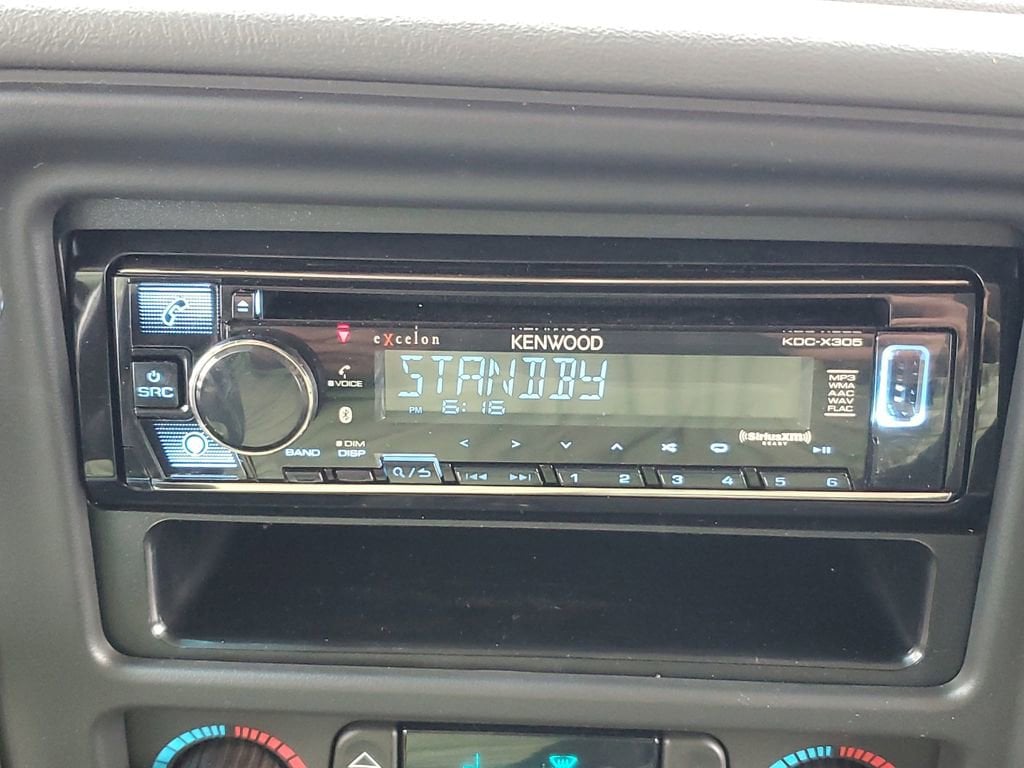 excelon
KENWOOD
KDC-X305
SRC
VOICE
STANDBY
PM 6:16
MP3
WMA
AAC
WAV
FLAC
((SiriusXM))
READY
DIM
BAND DISP
1 2 3 4 5 6